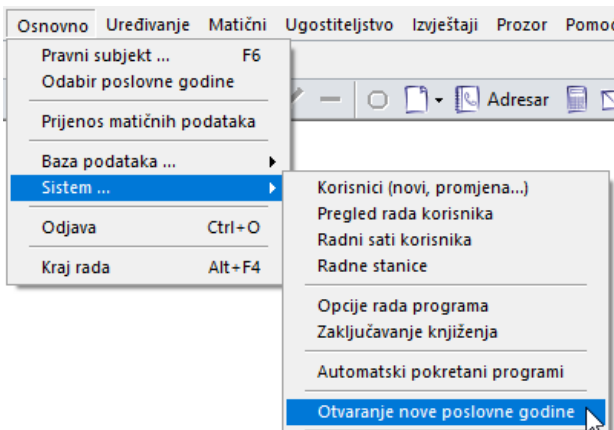 Osnovno Uređivanje Matični Ugostiteljstvo Izvještaji Prozor
Pravni subjekt ... F6
Odabir poslovne godine
Adresar
Prijenos matičnih podataka
Baza podataka ...
Sistem ...
Korisnici (novi, promjena...)
Pregled rada korisnika
Odjava Ctrl+O
Radni sati korisnika
Kraj rada Alt+F4
Radne stanice
Opcije rada programa
Zaključavanje knjiženja
Automatski pokretani programi
Otvaranje nove poslovne godine